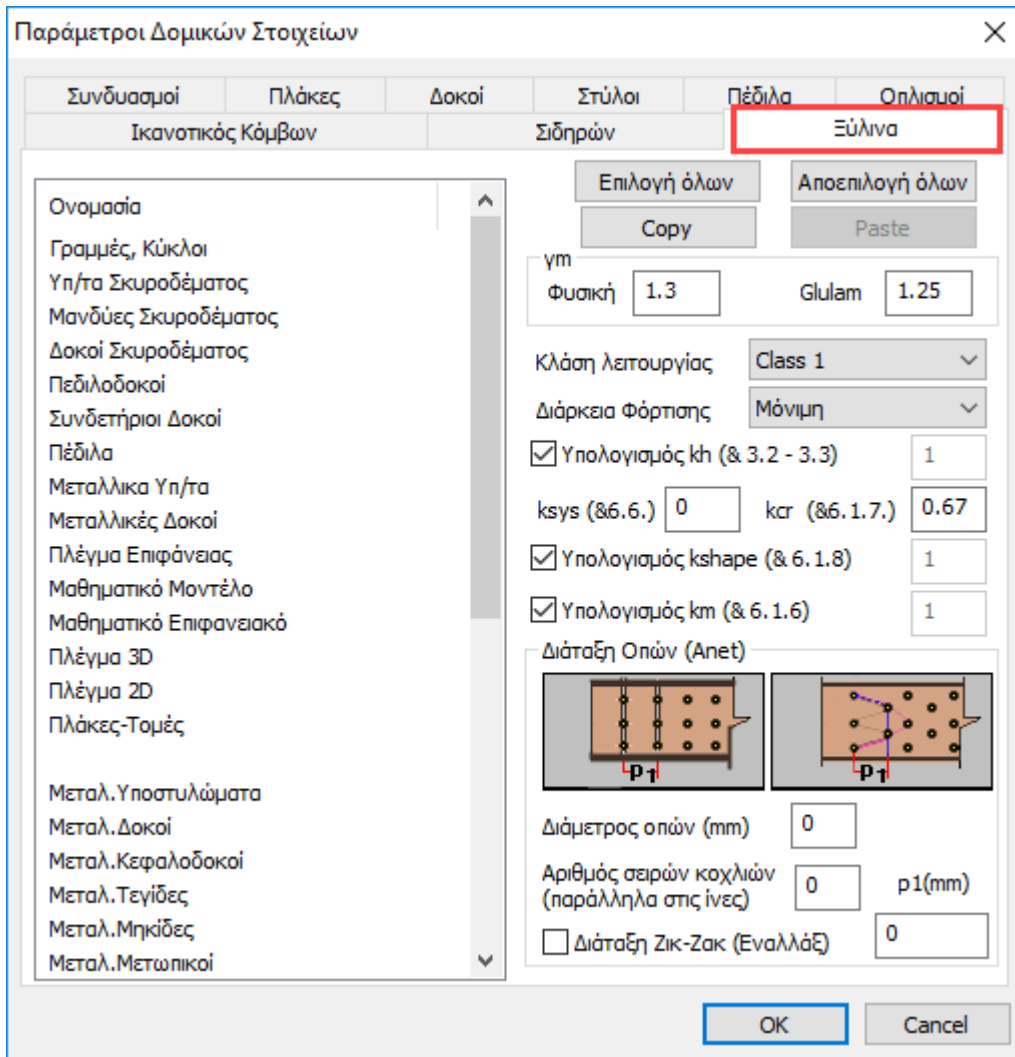 Παράμετροι Δομικών Στοιχείων
Συνδυασμοί Πλάκες Δοκοί Στύλοι Πέδιλα Οπλισμοί
Ικανοτικός Κόμβων Σιδηρών Ξύλινα
Ονομασία
Γραμμές, Κύκλοι
Υπ/τα Σκυροδέματος
Μανδύες Σκυροδέματος
Δοκοί Σκυροδέματος
Πεδιλοδοκοί
Συνδετήριοι Δοκοί
Πέδιλα
Μεταλλικα Υπ/τα
Μεταλλικές Δοκοί
Πλέγμα Επιφάνειας
Μαθηματικό Μοντέλο
Μαθηματικό Επιφανειακό
Πλέγμα 3D
Πλέγμα 2D
Πλάκες-Τομές
Μεταλ.Υποστυλώματα
Μεταλ.Δοκοί
Μεταλ.Κεφαλοδοκοί
Μεταλ.Τεγίδες
Μεταλ.Μηκίδες
Μεταλ.Μετωπικοί
Επιλογή όλων Αποεπιλογή όλων
Copy Paste
γm
Φυσική 1.3 Glulam 1.25
Κλάση λειτουργίας Class 1
Διάρκεια Φόρτισης Μόνιμη
Υπολογισμός kh (& 3.2 - 3.3) 1
ksys (&6.6.) 0 kcr (&6.1.7.) 0.67
Υπολογισμός kshape (& 6.1.8) 1
Υπολογισμός km (& 6.1.6) 1
Διάταξη Οπών (Anet)
p1 p1
Διάμετρος οπών (mm) 0
Αριθμός σειρών κοχλιών
(παράλληλα στις ίνες) 0 p1(mm)
Διάταξη Ζικ-Ζακ (Εναλλάξ) 0
OK Cancel